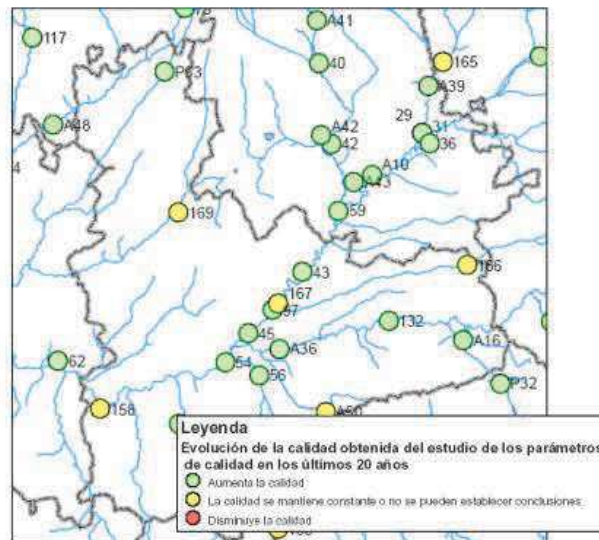 A41
117
P63
40
165
A39
A48
A42
42
29
31
36
A10
59
169
43
166
167
45
132
A36
A16
62
54
56
P32
158
A50
Leyenda
Evolución de la calidad obtenida del estudio de los parámetros
de calidad en los últimos 20 años
Aumenta la calidad
La calidad se mantiene constante o no se pueden establecer conclusiones
Disminuye la calidad